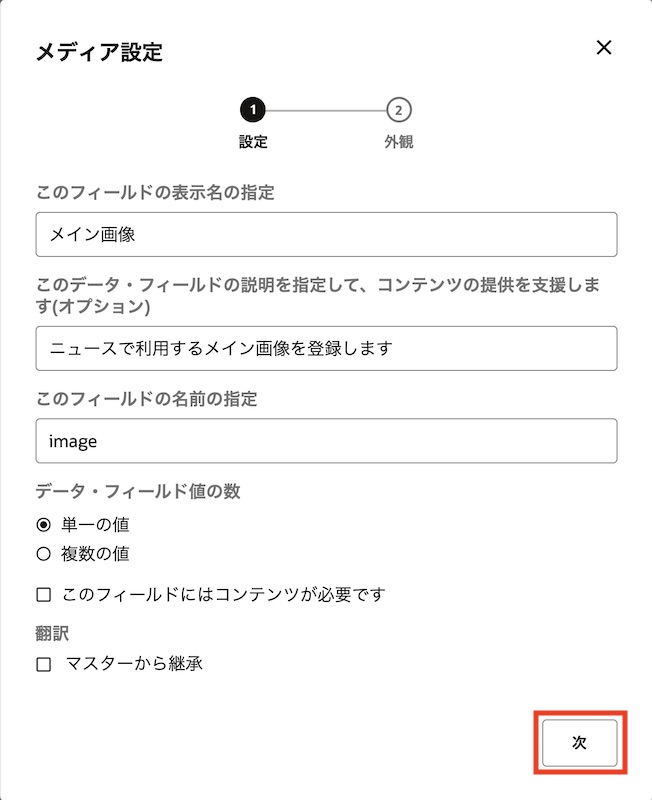 メディア設定
1
2
設定
外観
このフィールドの表示名の指定
メイン画像
このデータ・フィールドの説明を指定して、コンテンツの提供を支援しま
す(オプション)
ニュースで利用するメイン画像を登録します
このフィールドの名前の指定
image
データ・フィールド値の数
単一の値
複数の値
このフィールドにはコンテンツが必要です
翻訳
マスターから継承
次